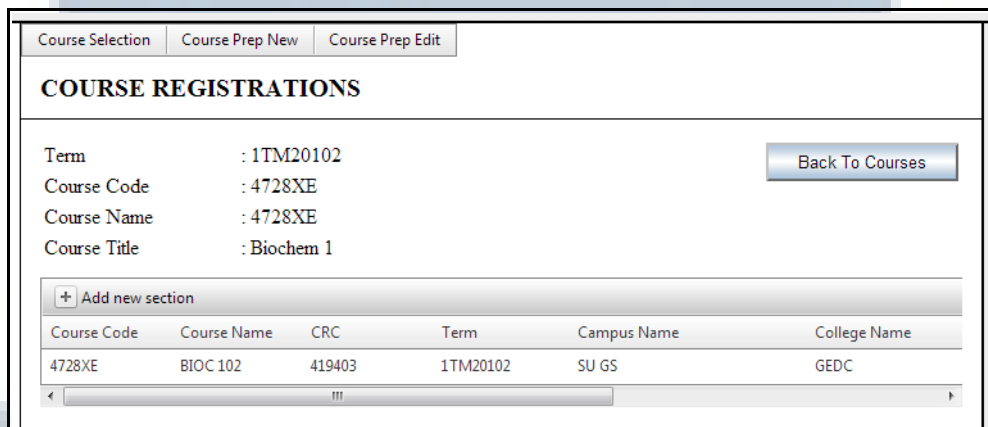 Course Selection Course Prep New Course Prep Edit
COURSE REGISTRATIONS
Term : 1TM20102
Back To Courses
Course Code : 4728XE
Course Name : 4728XE
Course Title : Biochem 1
+ Add new section
Course Code Course Name CRC Term Campus Name College Name
4728XE BIOC 102 419403 1TM20102 SU GS GEDC